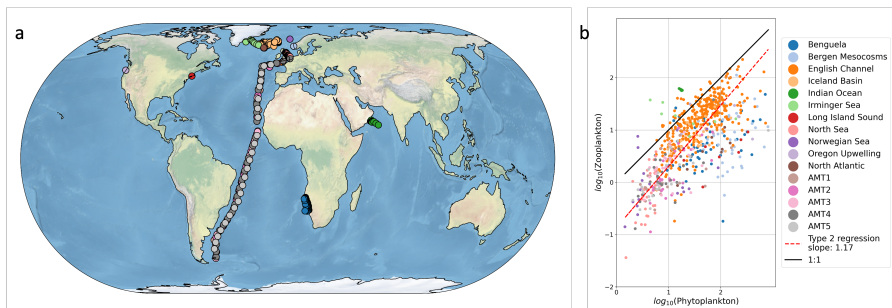 a
b
log10(Zooplankton)
2
1
0
−1
−2
0
1
2
log10(Phytoplankton)
Benguela
Bergen Mesocosms
English Channel
Iceland Basin
Indian Ocean
Irminger Sea
Long Island Sound
North Sea
Norwegian Sea
Oregon Upwelling
North Atlantic
AMT1
AMT2
AMT3
AMT4
AMT5
Type 2 regression
slope: 1.17
1:1